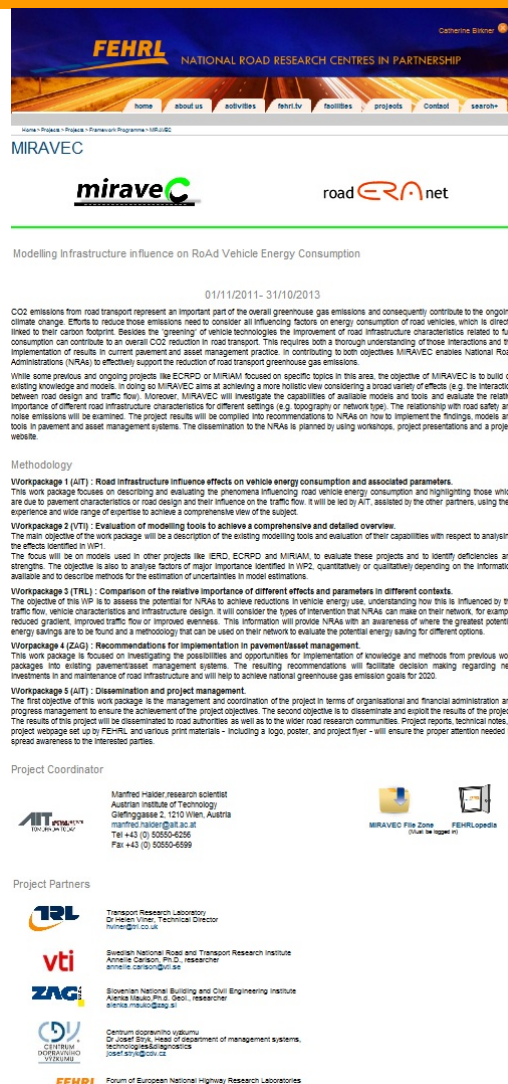 Catherine Birkner
FEHRL NATIONAL ROAD RESEARCH CENTRES IN PARTNERSHIP
home about us activities fehrl.tv facilities projects Contact search+
Home > Projects > Projects > Framework Programme > MIRAVEC
MIRAVEC
miraveC road ERA net
Modelling Infrastructure influence on RoAd Vehicle Energy Consumption
01/11/2011- 31/10/2013
CO2 emissions from road transport represent an important part of the overall greenhouse gas emissions and consequently contribute to the ongoin
climate change. Efforts to reduce those emissions need to consider all influencing factors on energy consumption of road vehicles, which is direct
linked to their carbon footprint. Besides the 'greening' of vehicle technologies the improvement of road infrastructure characteristics related to fu
consumption can contribute to an overall CO2 reduction in road transport. This requires both a thorough understanding of those interactions and th
implementation of results in current pavement and asset management practice. In contributing to both objectives MIRAVEC enables National Roa
Administrations (NRAs) to effectively support the reduction of road transport greenhouse gas emissions.
While some previous and ongoing projects like ECRPD or MIRIAM focused on specific topics in this area, the objective of MIRAVEC is to build o
existing knowledge and models. In doing so MIRAVEC aims at achieving a more holistic view considering a broad variety of effects (e.g. the interactio
between road design and traffic flow). Moreover, MIRAVEC will investigate the capabilities of available models and tools and evaluate the relativ
importance of different road infrastructure characteristics for different settings (e.g. topography or network type). The relationship with road safety an
noise emissions will be examined. The project results will be compiled into recommendations to NRAs on how to implement the findings, models an
tools in pavement and asset management systems. The dissemination to the NRAs is planned by using workshops, project presentations and a proje
website.
Methodology
Workpackage 1 (AIT) : Road infrastructure influence effects on vehicle energy consumption and associated parameters.
This work package focuses on describing and evaluating the phenomena influencing road vehicle energy consumption and highlighting those whic
are due to pavement characteristics or road design and their influence on the traffic flow. It will be led by AIT, assisted by the other partners, using the
experience and wide range of expertise to achieve a comprehensive view of the subject.
Workpackage 2 (VTI) : Evaluation of modelling tools to achieve a comprehensive and detailed overview.
The main objective of the work package will be a description of the existing modelling tools and evaluation of their capabilities with respect to analysin
the effects identified in WP1.
The focus will be on models used in other projects like IERD, ECRPD and MIRIAM, to evaluate these projects and to identify deficiencies an
strengths. The objective is also to analyse factors of major importance identified in WP2, quantitatively or qualitatively depending on the informatio
available and to describe methods for the estimation of uncertainties in model estimations.
Workpackage 3 (TRL) : Comparison of the relative importance of different effects and parameters in different contexts.
The objective of this WP is to assess the potential for NRAs to achieve reductions in vehicle energy use, understanding how this is influenced by th
traffic flow, vehicle characteristics and infrastructure design. It will consider the types of intervention that NRAs can make on their network, for examp
reduced gradient, improved traffic flow or improved evenness. This information will provide NRAs with an awareness of where the greatest potenti
energy savings are to be found and a methodology that can be used on their network to evaluate the potential energy saving for different options.
Workpackage 4 (ZAG) : Recommendations for implementation in pavement/asset management.
This work package is focused on investigating the possibilities and opportunities for implementation of knowledge and methods from previous wo
packages into existing pavement/asset management systems. The resulting recommendations will facilitate decision making regarding ne
investments in and maintenance of road infrastructure and will help to achieve national greenhouse gas emission goals for 2020.
Workpackage 5 (AIT) : Dissemination and project management.
The first objective of this work package is the management and coordination of the project in terms of organisational and financial administration an
progress management to ensure the achievement of the project objectives. The second objective is to disseminate and exploit the results of the projec
The results of this project will be disseminated to road authorities as well as to the wider road research communities. Project reports, technical notes,
project webpage set up by FEHRL and various print materials - including a logo, poster, and project flyer - will ensure the proper attention needed
spread awareness to the interested parties.
Project Coordinator
AIT
TOMORROW TODAY
Manfred Haider,research scientist
Austrian Institute of Technology
Giefinggasse 2, 1210 Wien, Austria
manfred.haider@ait.ac.at
Tel +43 (0) 50550-6256
Fax +43 (0) 50550-6599
MIRAVEC File Zone FEHRLopedia
(Must be logged in)
Project Partners
TRL
Transport Research Laboratory
Dr Helen Viner, Technical Director
hviner@trl.co.uk
vti
Swedish National Road and Transport Research Institute
Annelie Carlson, Ph.D., researcher
annelie.carlson@vti.se
ZAG
Slovenian National Building and Civil Engineering Institute
Alenka Mauko,Ph.d. Geol., researcher
alenka.mauko@zag.si
CDV
CENTRUM
DOPRAVNÍHO
VÝZKUMU
Centrum dopravniho vyzkumu
Dr Josef Stryk, Head of department of management systems,
technologies&diagnostics
josef.stryk@cdv.cz
FEHRL
Forum of European National Highway Research Laboratories